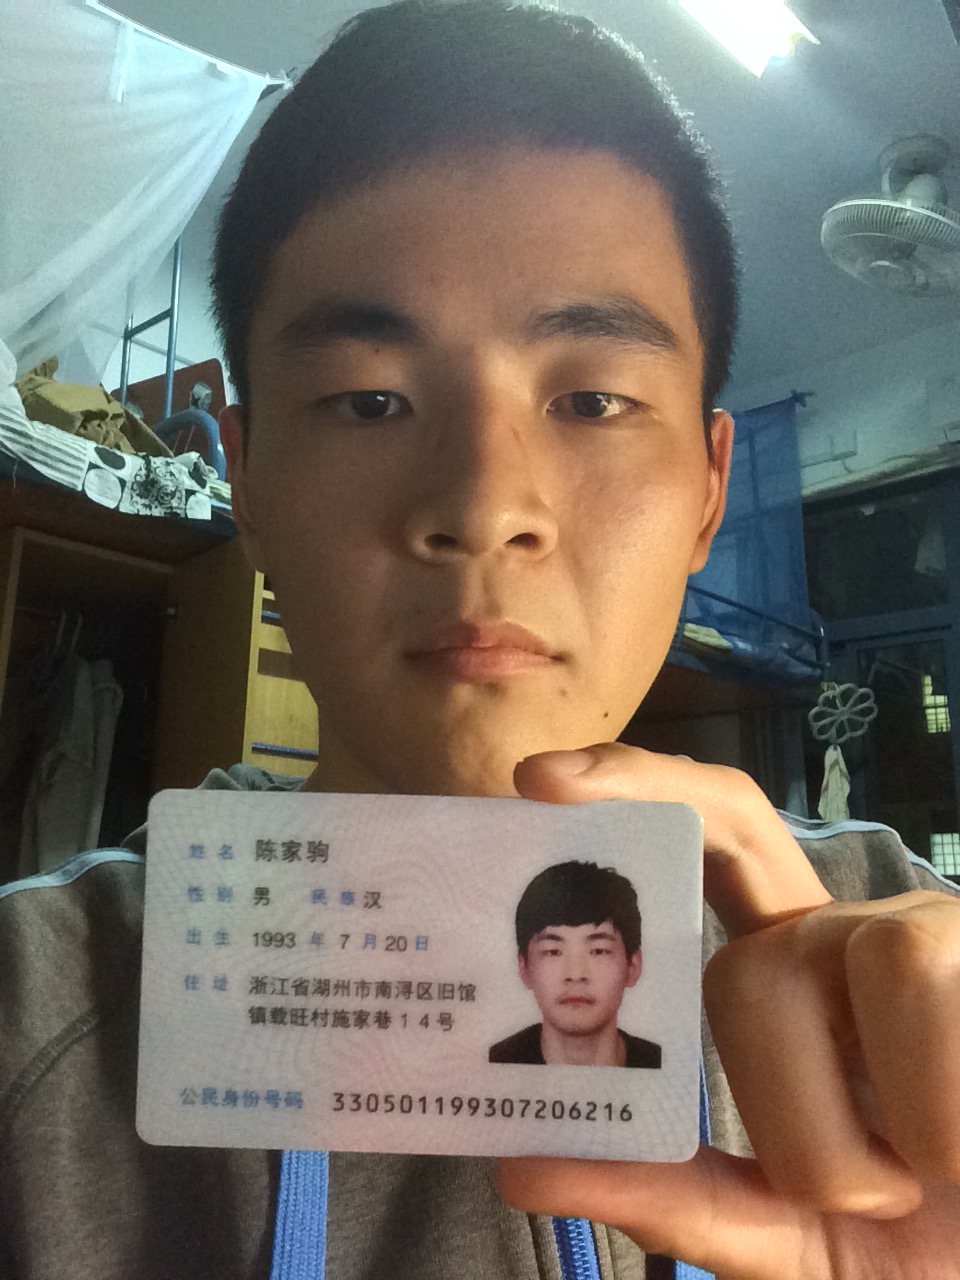 姓名 陈家驹
性别 男 民族 汉
出生 1993 年 7 月 20 日
住址 浙江省湖州市南浔区旧馆
镇载旺村施家巷14号
公民身份号码 330501199307206216